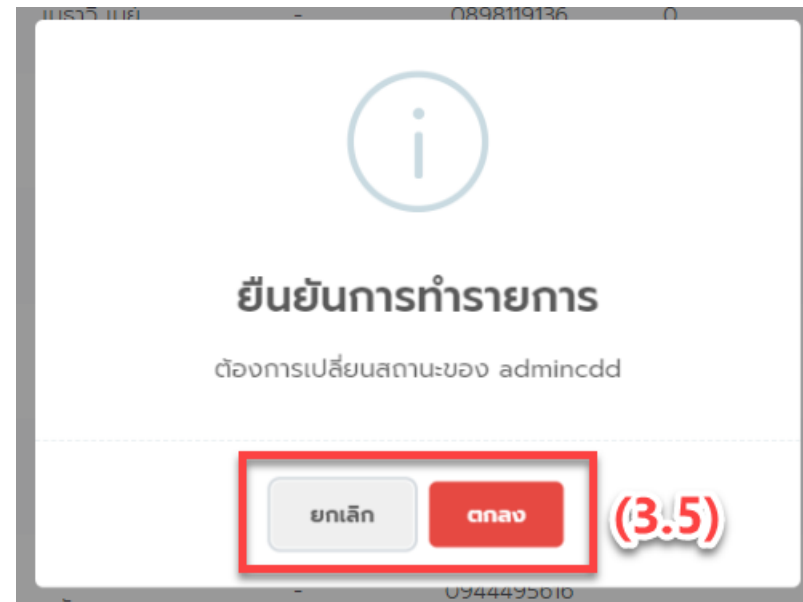 - 0898119136 0
ยืนยันการทำรายการ
ต้องการเปลี่ยนสถานะของ admincdd
ยกเลิก ตกลง (3.5)
- 0944495616